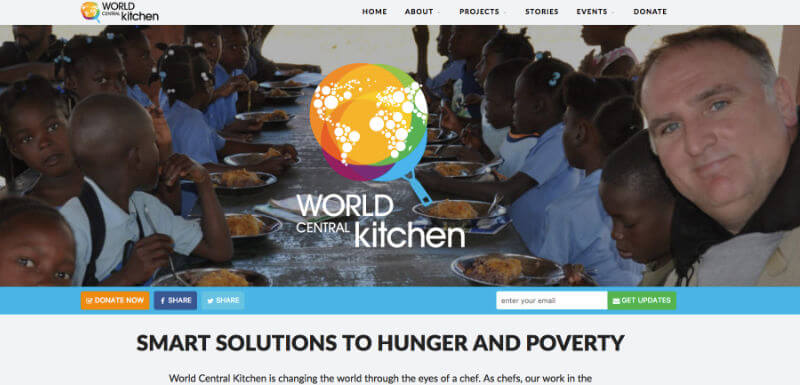 WORLD
CENTRAL kitchen
HOME ABOUT PROJECTS STORIES EVENTS DONATE
WORLD
CENTRAL kitchen
DONATE NOW SHARE SHARE enter your email GET UPDATES
SMART SOLUTIONS TO HUNGER AND POVERTY
World Central Kitchen is changing the world through the eyes of a chef. As chefs, our work in the